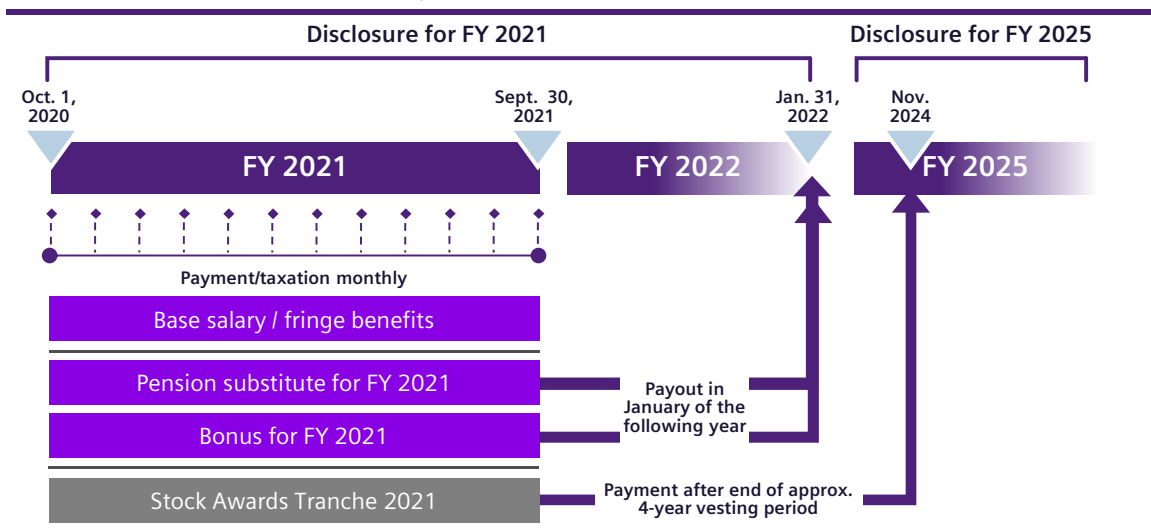 Disclosure for FY 2021
Disclosure for FY 2025
Oct. 1,
2020
Sept. 30,
2021
Jan. 31,
2022
Nov.
2024
FY 2021
FY 2022
FY 2025
Payment/taxation monthly
Base salary / fringe benefits
Pension substitute for FY 2021
Bonus for FY 2021
Payout in
January of the
following year
Stock Awards Tranche 2021
Payment after end of approx.
4-year vesting period